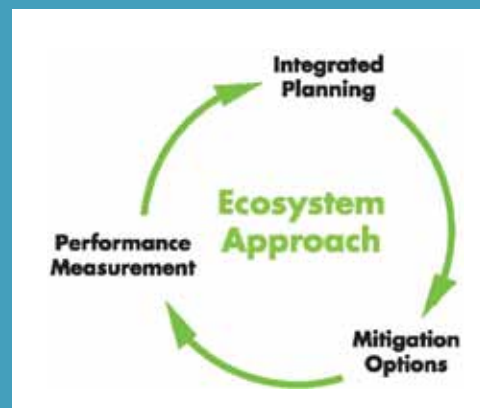 Integrated
Planning
Ecosystem
Approach
Performance
Measurement
Mitigation
Options